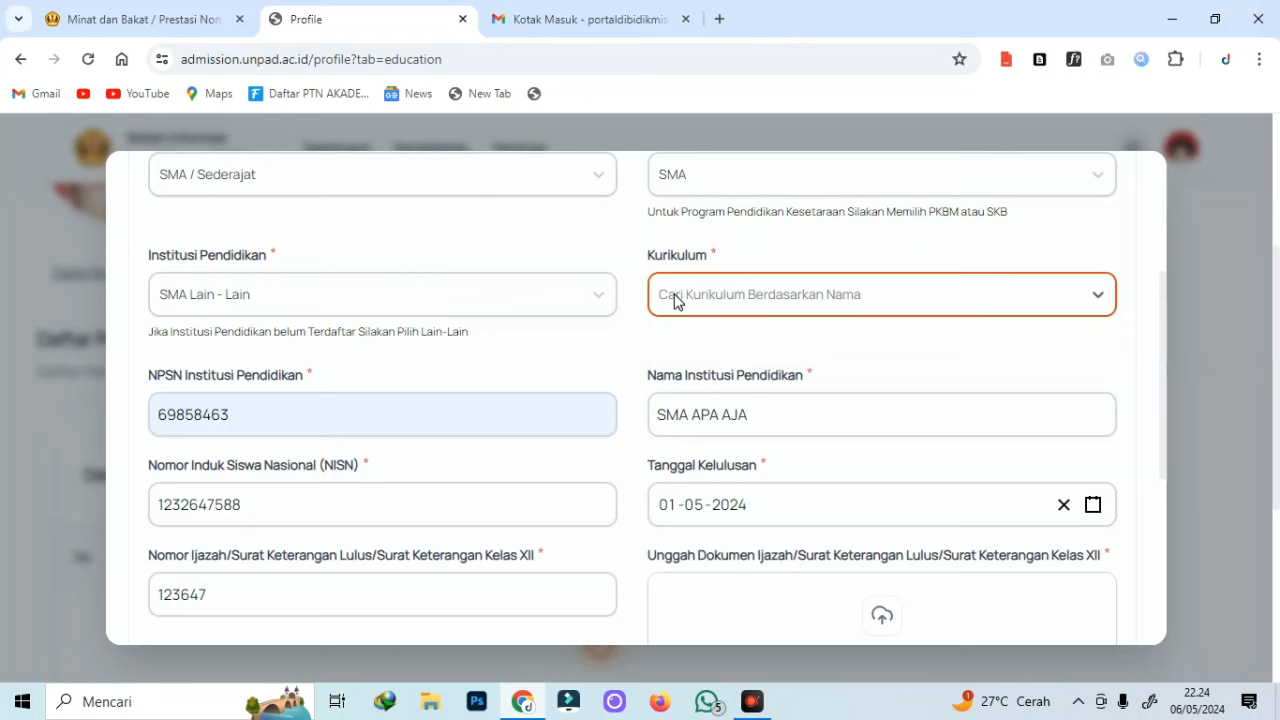 Minat dan Bakat / Prestasi Non
Profile
Kotak Masuk - portaldibidikmis
admission.unpad.ac.id/profile?tab=education
Gmail
YouTube
Maps
Daftar PTN AKADE...
News
New Tab
SMA / Sederajat
SMA
Untuk Program Pendidikan Kesetaraan Silakan Memilih PKBM atau SKB
Institusi Pendidikan *
Kurikulum *
SMA Lain - Lain
Cari Kurikulum Berdasarkan Nama
Jika Institusi Pendidikan belum Terdaftar Silakan Pilih Lain-Lain
NPSN Institusi Pendidikan *
Nama Institusi Pendidikan *
69858463
SMA APA AJA
Nomor Induk Siswa Nasional (NISN) *
Tanggal Kelulusan *
1232647588
01-05-2024
Nomor Ijazah/Surat Keterangan Lulus/Surat Keterangan Kelas XII *
Unggah Dokumen Ijazah/Surat Keterangan Lulus/Surat Keterangan Kelas XII *
123647
Mencari
Ps
5
1
27°C Cerah
22.24
06/05/2024